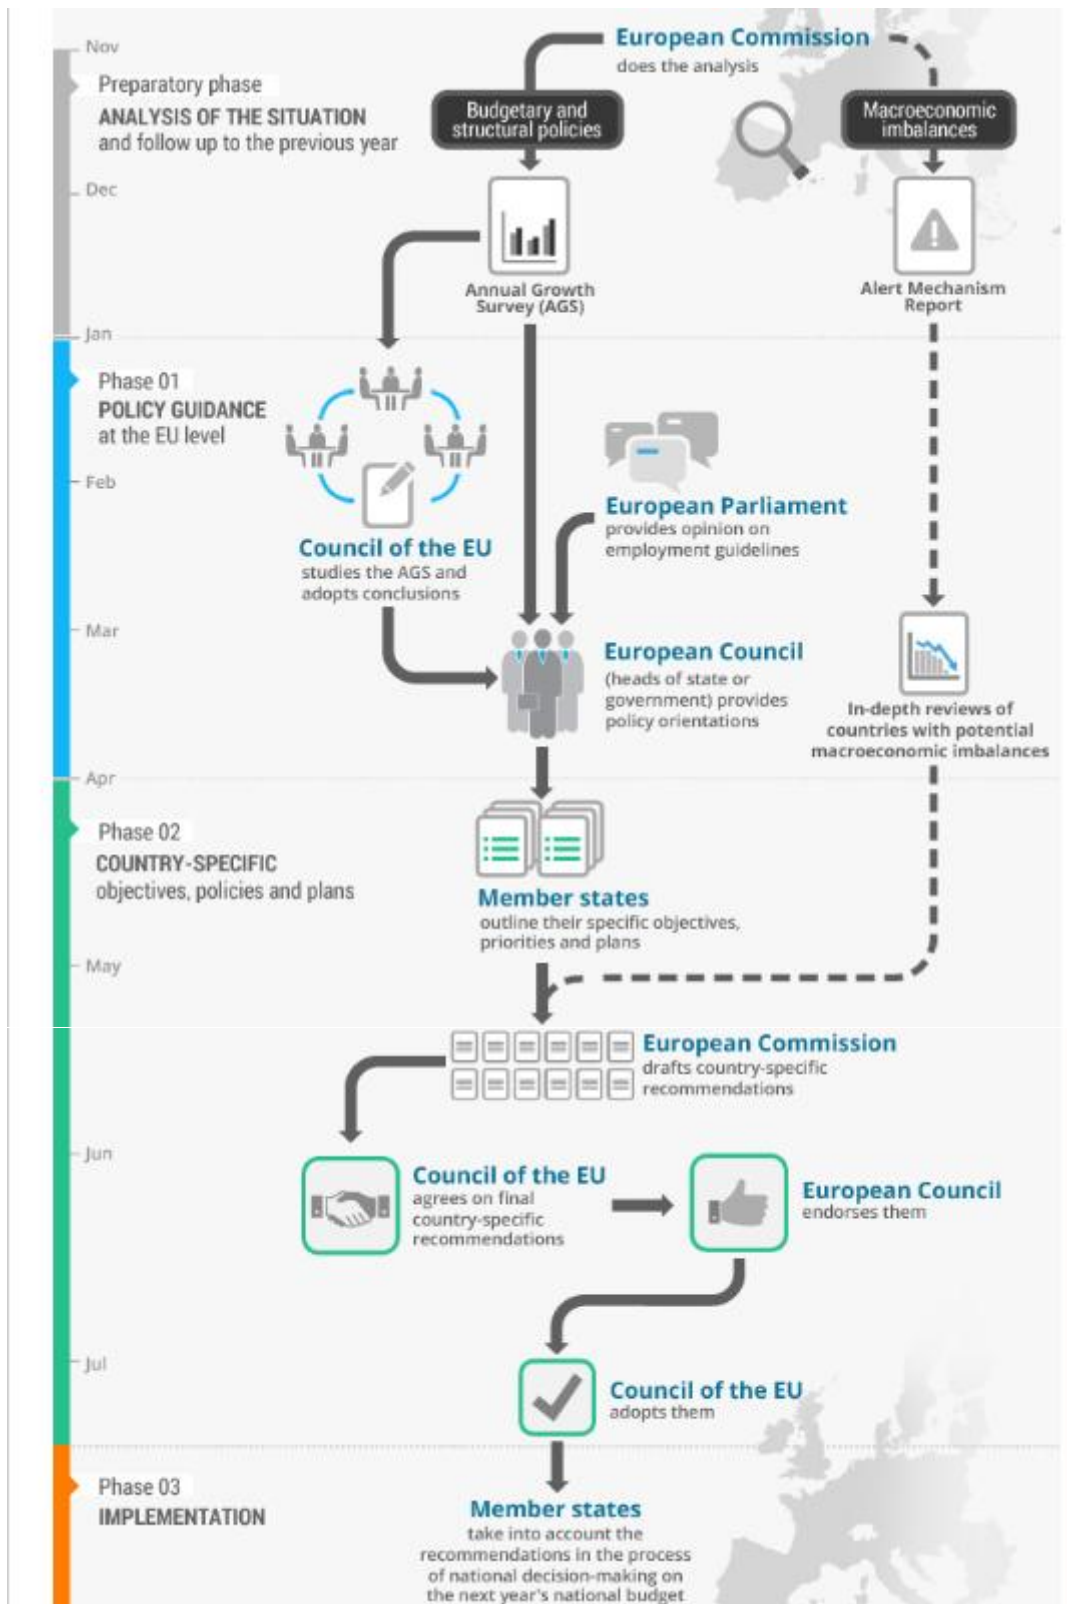 Nov
European Commission
does the analysis
Preparatory phase
ANALYSIS OF THE SITUATION
and follow up to the previous year
Budgetary and
structural policies
Macroeconomic
imbalances
Dec
Annual Growth
Survey (AGS)
Alert Mechanism
Report
Jan
Phase 01
POLICY GUIDANCE
at the EU level
Feb
European Parliament
provides opinion on
employment guidelines
Council of the EU
studies the AGS and
adopts conclusions
Mar
European Council
(heads of state or
government) provides
policy orientations
In-depth reviews of
countries with potential
macroeconomic imbalances
Apr
Phase 02
COUNTRY-SPECIFIC
objectives, policies and plans
Member states
outline their specific objectives,
priorities and plans
May
European Commission
drafts country-specific
recommendations
Jun
Council of the EU
agrees on final
country-specific
recommendations
European Council
endorses them
Jul
Council of the EU
adopts them
Phase 03
IMPLEMENTATION
Member states
take into account the
recommendations in the process
of national decision-making on
the next year's national budget